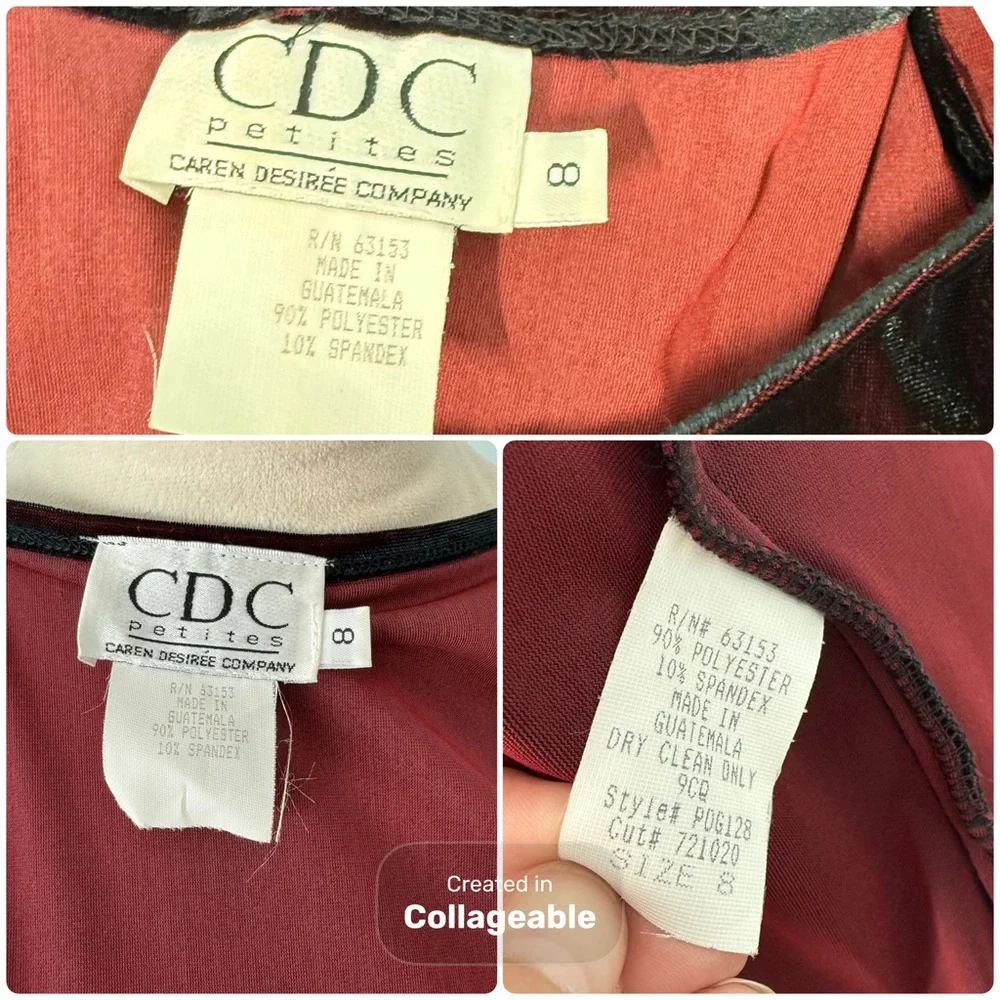 CDC
petites
CAREN DESIRÉE COMPANY
8
R/N 63153
MADE IN
GUATEMALA
90% POLYESTER
10% SPANDEX
CDC
petites
CAREN DESIRÉE COMPANY
8
R/N 63153
MADE IN
GUATEMALA
90% POLYESTER
10% SPANDEX
R/N# 63153
90% POLYESTER
10% SPANDEX
MADE IN
GUATEMALA
DRY CLEAN ONLY
9CQ
Style# PDG128
Cut# 721020
SIZE 8
Created in
Collageable